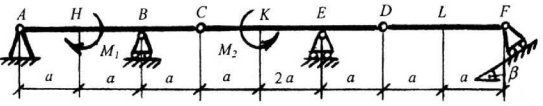 A H B C K E D L F
M₁ M₂ β
a a a a 2a a a a